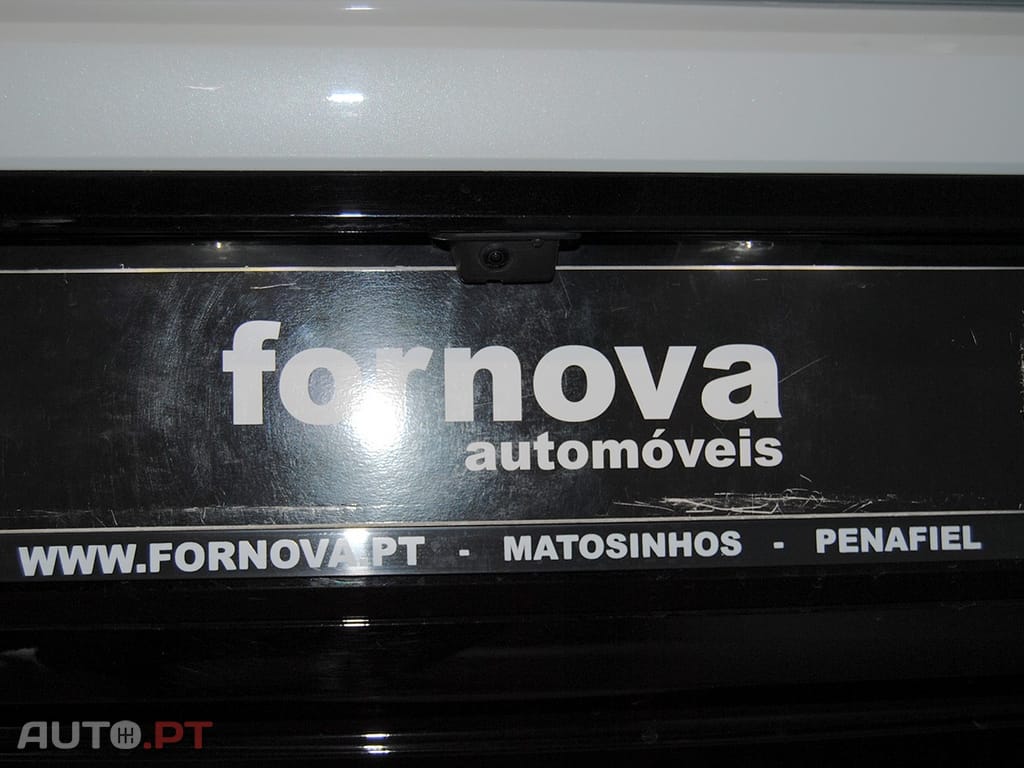 fornova
automóveis
WWW.FORNOVA.PT - MATOSINHOS - PENAFIEL
AUTO.PT